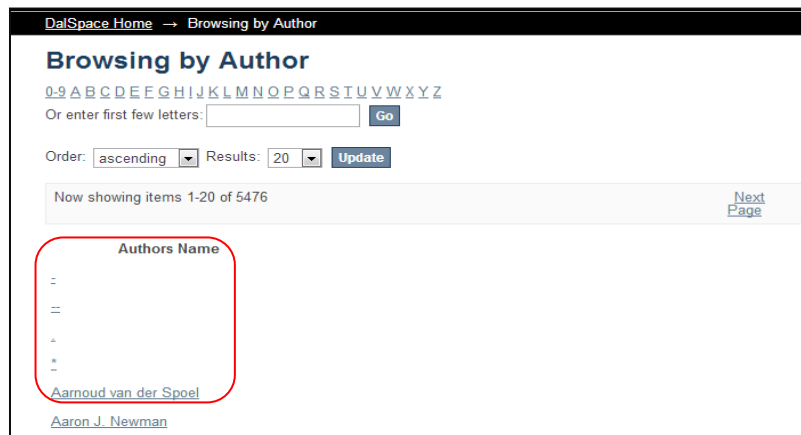 DalSpace Home → Browsing by Author
Browsing by Author
0-9 A B C D E F G H I J K L M N O P Q R S T U V W X Y Z
Or enter first few letters: Go
Order: ascending Results: 20 Update
Now showing items 1-20 of 5476 Next Page
Authors Name
-
--
.
*
Aarnoud van der Spoel
Aaron J. Newman